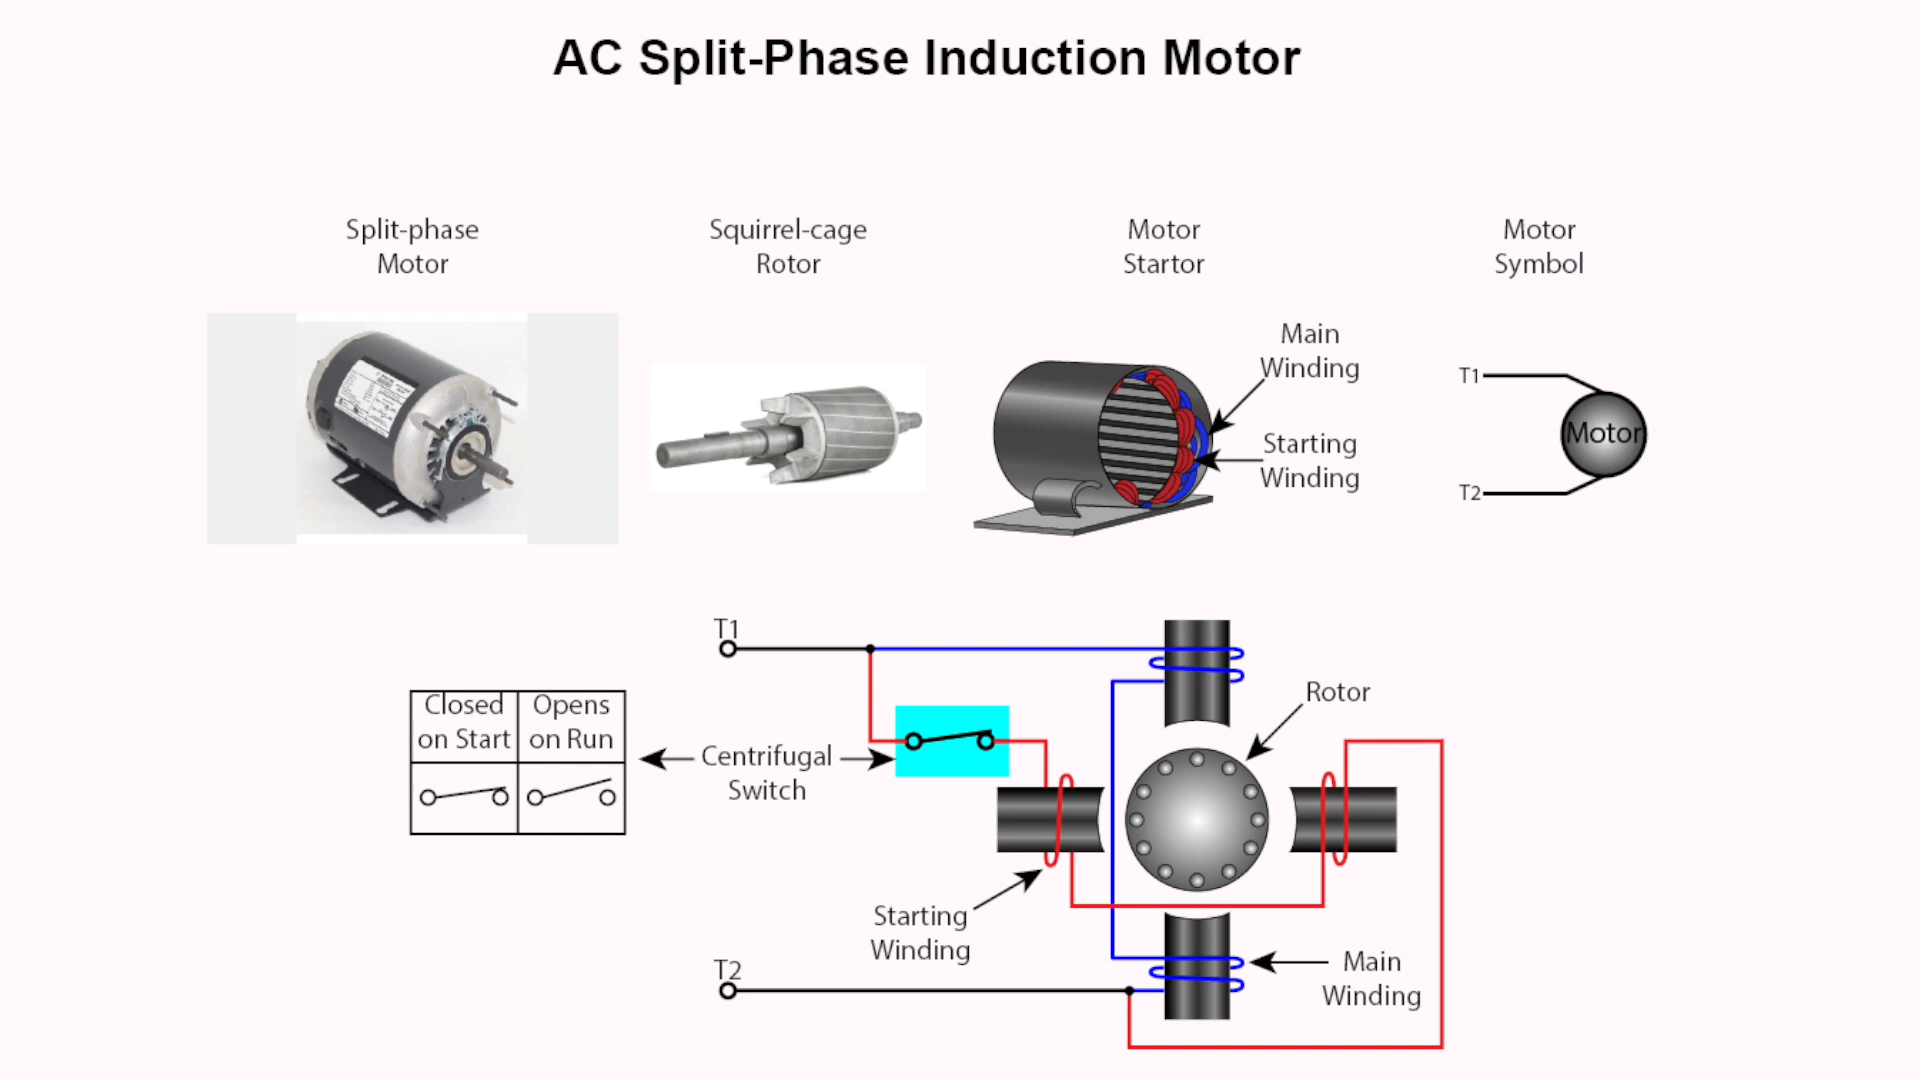 AC Split-Phase Induction Motor
Split-phase
Motor
Squirrel-cage
Rotor
Motor
Startor
Motor
Symbol
Main
Winding
Starting
Winding
T1
Motor
T2
T1
Closed
on Start
Opens
on Run
Centrifugal
Switch
Rotor
Starting
Winding
T2
Main
Winding